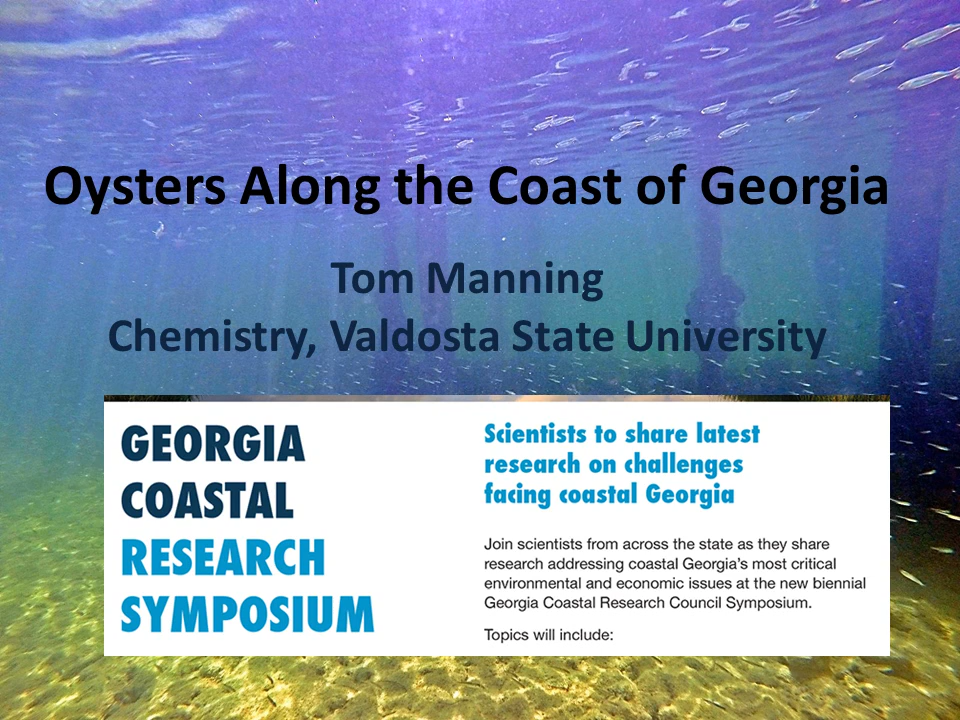 Oysters Along the Coast of Georgia
Tom Manning
Chemistry, Valdosta State University
GEORGIA
COASTAL
RESEARCH
SYMPOSIUM
Scientists to share latest
research on challenges
facing coastal Georgia
Join scientists from across the state as they share
research addressing coastal Georgia's most critical
environmental and economic issues at the new biennial
Georgia Coastal Research Council Symposium.
Topics will include: